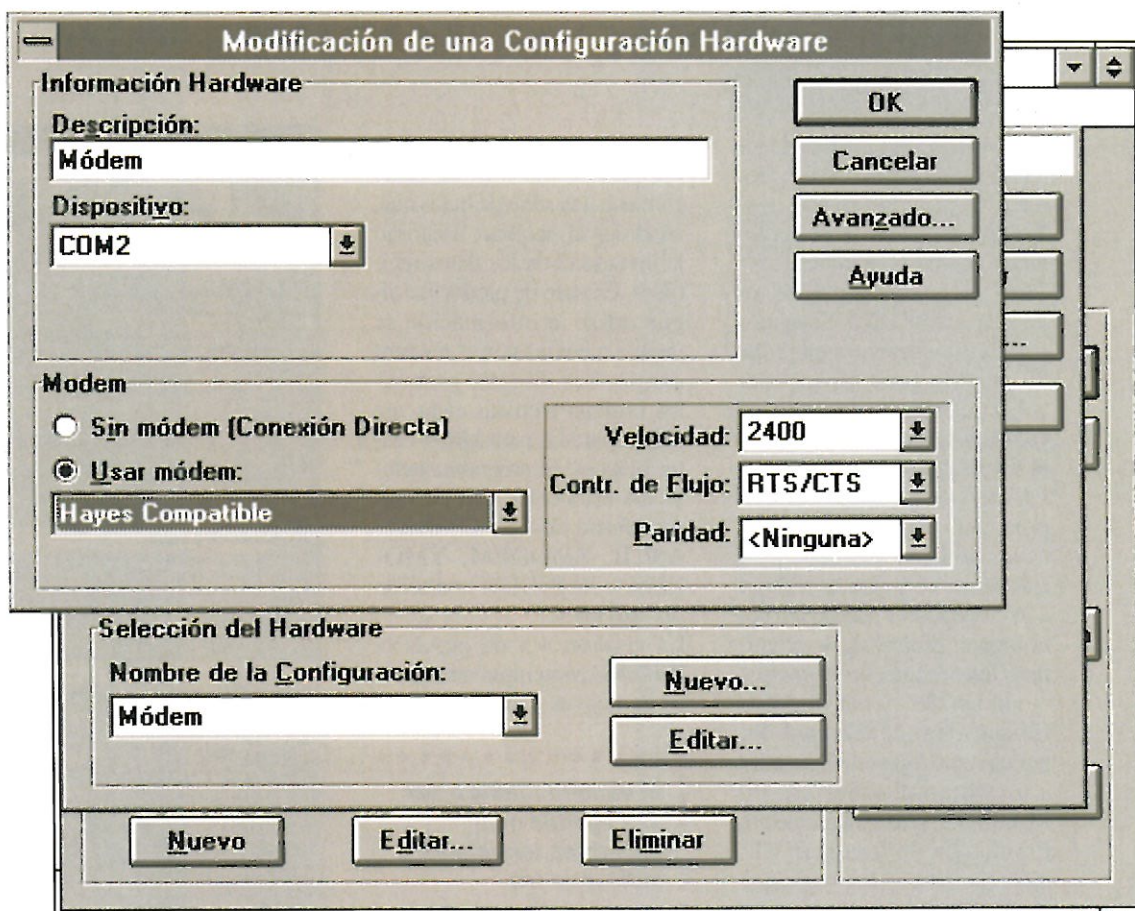 Modificación de una Configuración Hardware
Información Hardware
Descripción:
Módem
Dispositivo:
COM2
OK
Cancelar
Avanzado...
Ayuda
Modem
Sin módem (Conexión Directa)
Usar módem:
Hayes Compatible
Velocidad: 2400
Contr. de Flujo: RTS/CTS
Paridad: <Ninguna>
Selección del Hardware
Nombre de la Configuración:
Módem
Nuevo...
Editar...
Nuevo
Editar...
Eliminar